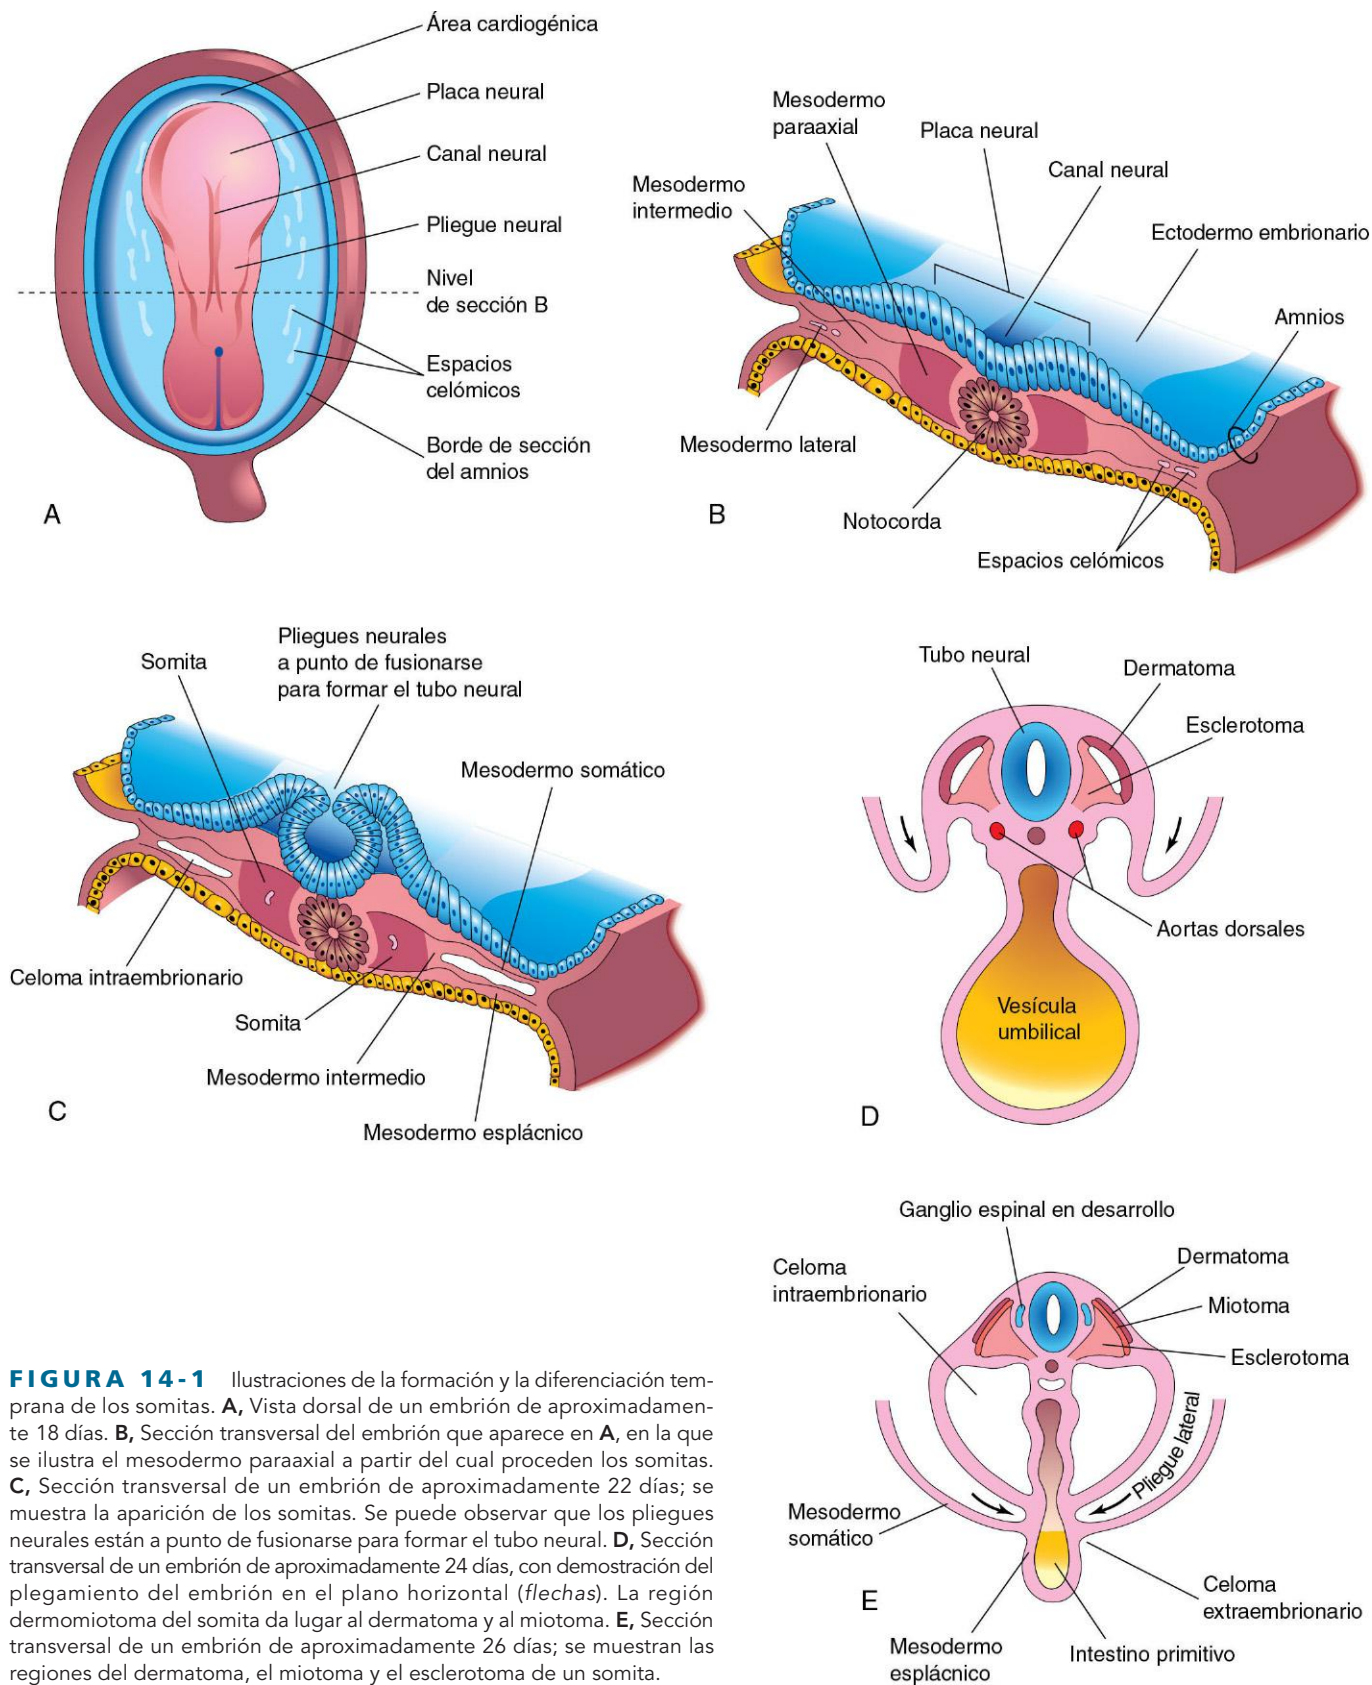 Área cardiogénica
Placa neural
Canal neural
Pliegue neural
Nivel
de sección B
Espacios
celómicos
Borde de sección
del amnios
A
Mesodermo
paraaxial
Placa neural
Canal neural
Mesodermo
intermedio
Ectodermo embrionario
Amnios
Mesodermo lateral
Notocorda
Espacios celómicos
B
Pliegues neurales
a punto de fusionarse
para formar el tubo neural
Somita
Mesodermo somático
Celoma intraembrionario
Somita
Mesodermo intermedio
Mesodermo esplácnico
C
Tubo neural
Dermatoma
Esclerotoma
Aortas dorsales
Vesícula
umbilical
D
Ganglio espinal en desarrollo
Celoma
intraembrionario
Dermatoma
Miotoma
Esclerotoma
Pliegue lateral
Mesodermo
somático
Celoma
extraembrionario
Mesodermo
esplácnico
Intestino primitivo
E
FIGURA 14-1 Ilustraciones de la formación y la diferenciación tem-
prana de los somitas. A, Vista dorsal de un embrión de aproximadamen-
te 18 días. B, Sección transversal del embrión que aparece en A, en la que
se ilustra el mesodermo paraaxial a partir del cual proceden los somitas.
C, Sección transversal de un embrión de aproximadamente 22 días; se
muestra la aparición de los somitas. Se puede observar que los pliegues
neurales están a punto de fusionarse para formar el tubo neural. D, Sección
transversal de un embrión de aproximadamente 24 días, con demostración del
plegamiento del embrión en el plano horizontal (flechas). La región
dermomiotoma del somita da lugar al dermatoma y al miotoma. E, Sección
transversal de un embrión de aproximadamente 26 días; se muestran las
regiones del dermatoma, el miotoma y el esclerotoma de un somita.